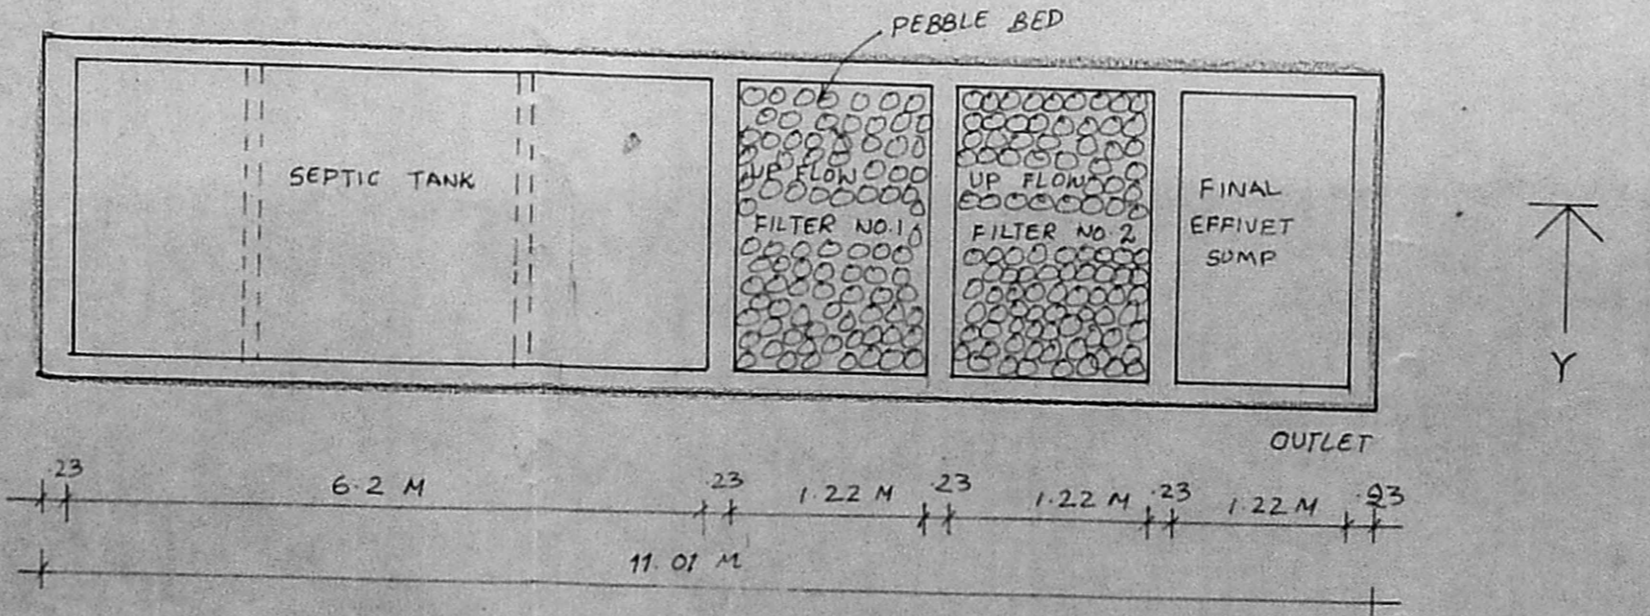 PEBBLE BED
SEPTIC TANK
UP FLOW
FILTER NO.1
UP FLOW
FILTER NO.2
FINAL
EFFIVET
SUMP
Y
OUTLET
.23
6.2 M
.23
1.22 M
.23
1.22 M
.23
1.22 M
.23
11.01 M